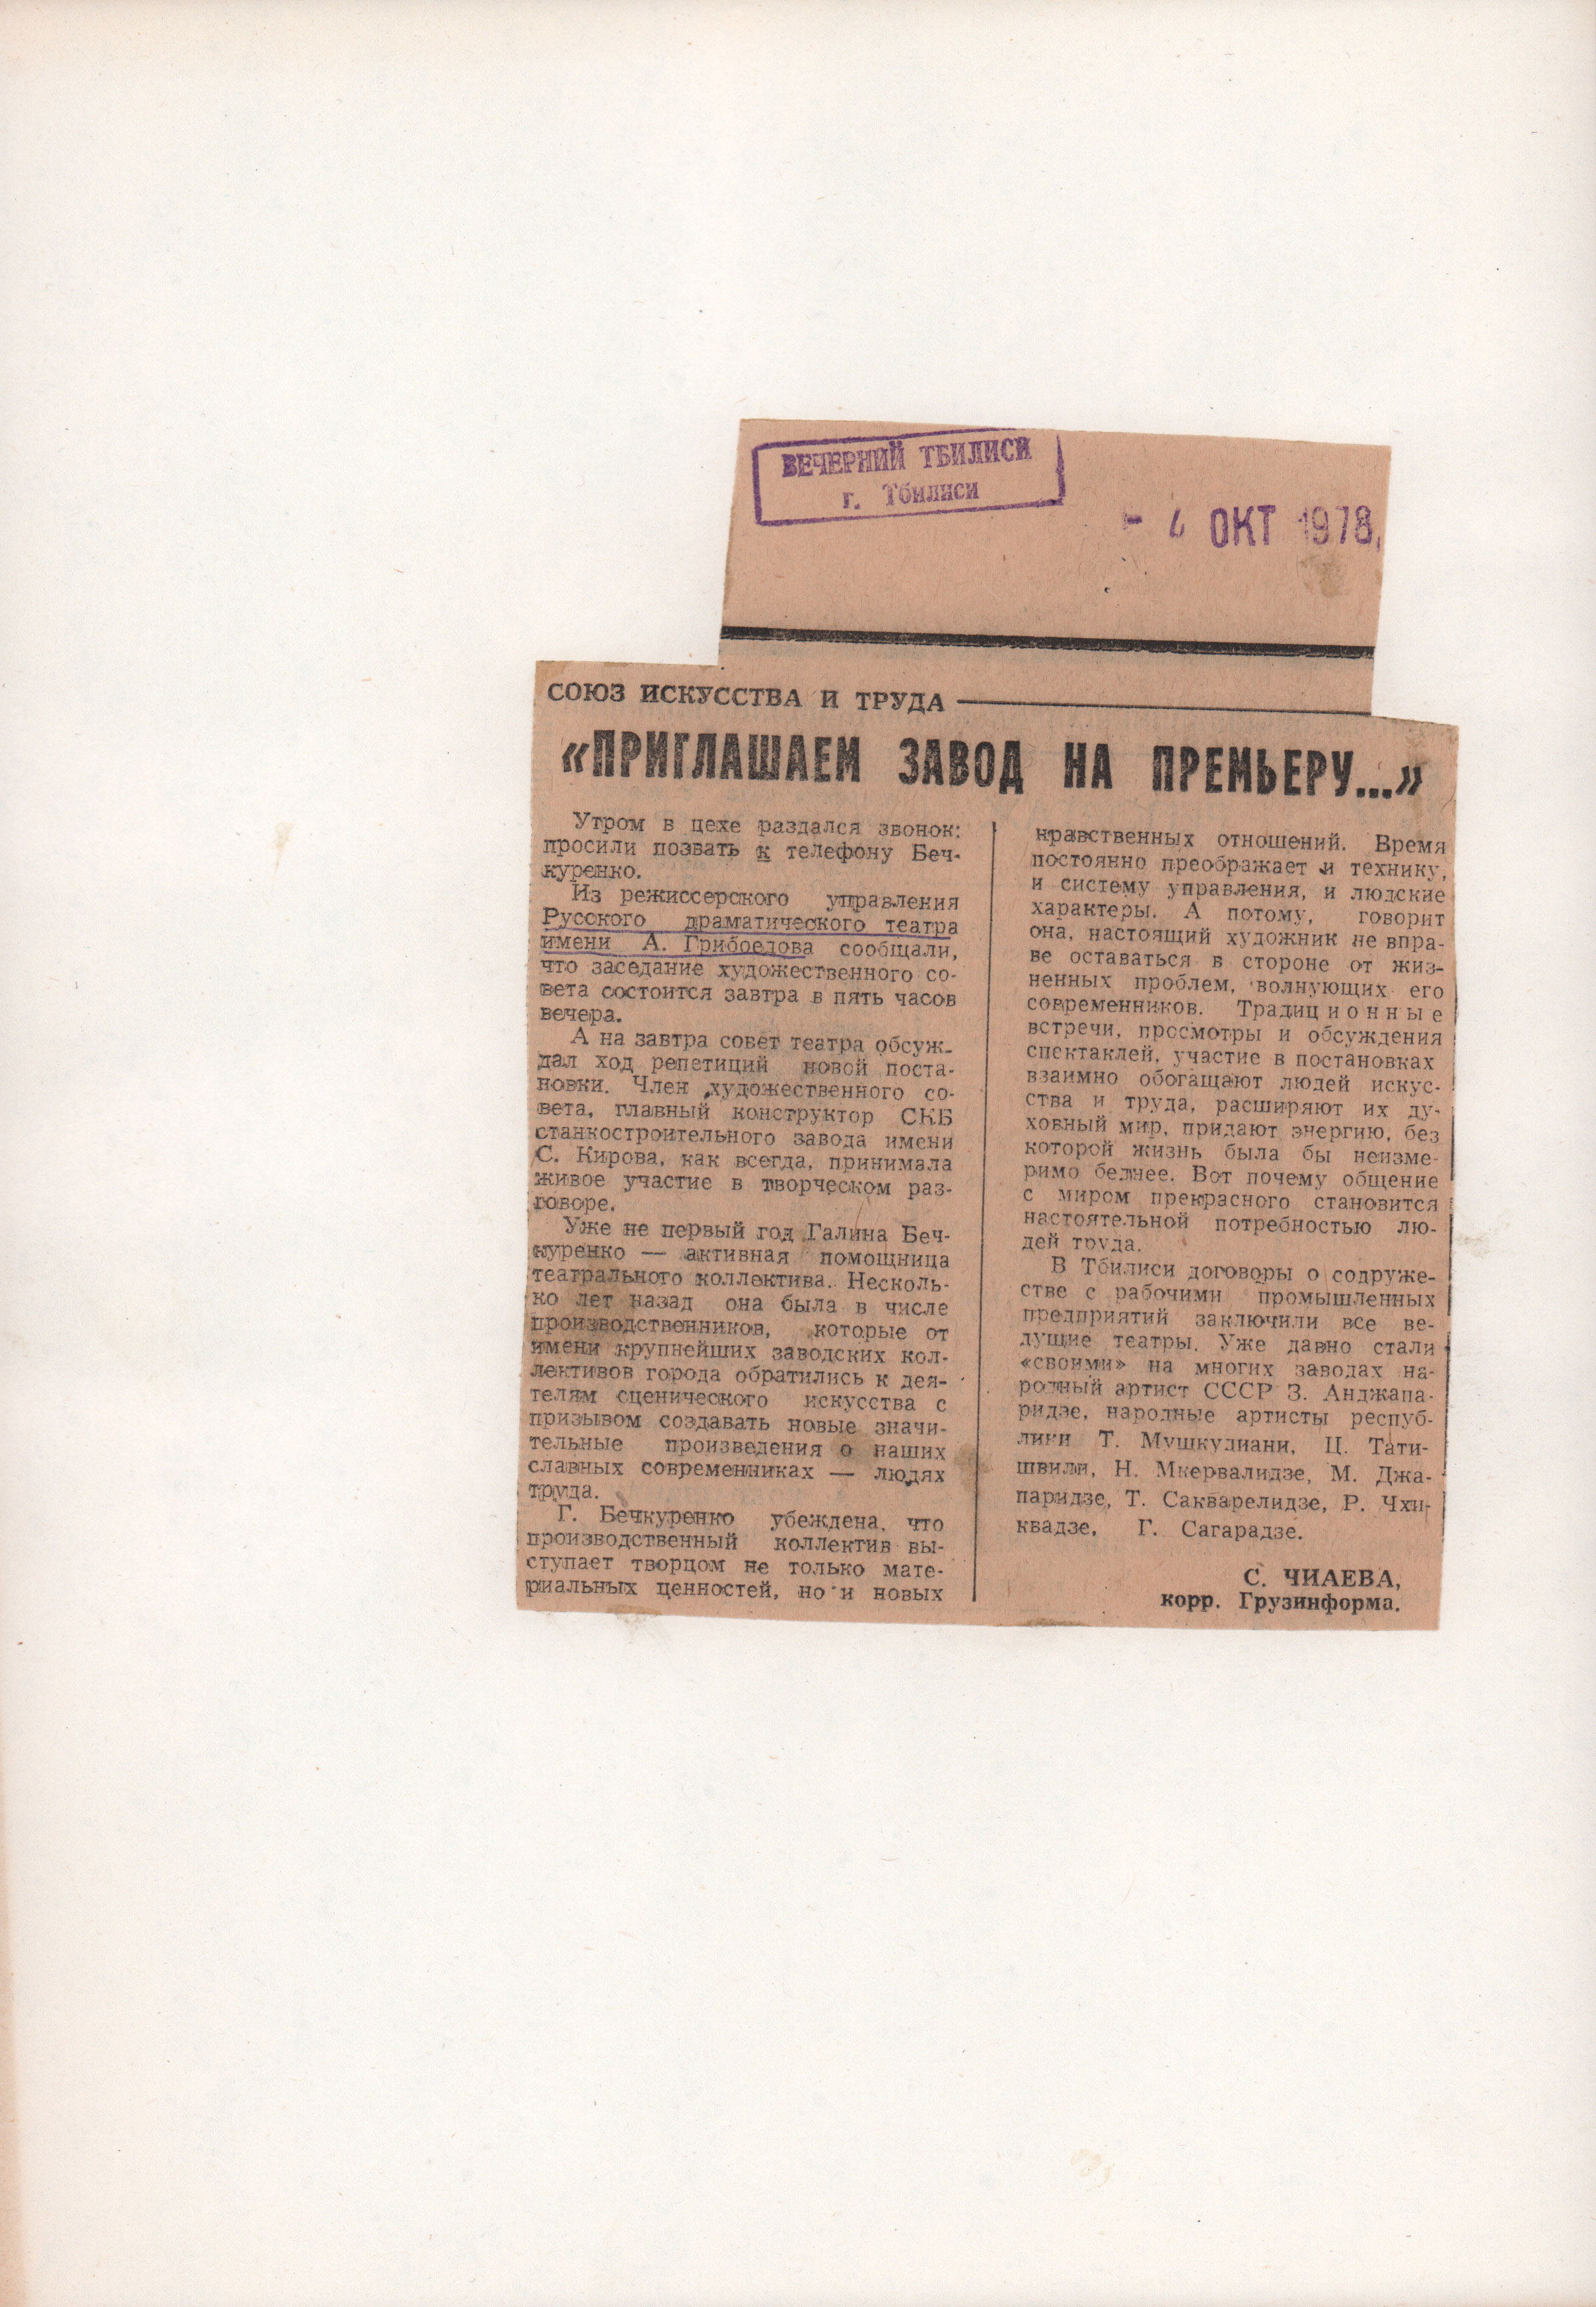 ВЕЧЕРНИЙ ТБИЛИСИ
г. Тбилиси
- 4 ОКТ 1978
СОЮЗ ИСКУССТВА И ТРУДА
«ПРИГЛАШАЕМ ЗАВОД НА ПРЕМЬЕРУ...»
Утром в цехе раздался звонок:
просили позвать к телефону Беч-
куренко.
Из режиссерского управления
Русского драматического театра
имени А. Грибоедова сообщали,
что заседание художественного со-
вета состоится завтра в пять часов
вечера.
А на завтра совет театра обсуж-
дал ход репетиций новой поста-
новки. Член художественного со-
вета, главный конструктор СКБ
станкостроительного завода имени
С. Кирова, как всегда, принимала
живое участие в творческом раз-
говоре.
Уже не первый год Галина Беч-
куренко — активная помощница
театрального коллектива. Несколь-
ко лет назад она была в числе
производственников, которые от
имени крупнейших заводских кол-
лективов города обратились к дея-
телям сценического искусства с
призывом создавать новые значи-
тельные произведения о наших
славных современниках — людях
труда.
Г. Бечкуренко убеждена, что
производственный коллектив вы-
ступает творцом не только мате-
риальных ценностей, но и новых
нравственных отношений. Время
постоянно преображает и технику,
и систему управления, и людские
характеры. А потому, говорит
она, настоящий художник не впра-
ве оставаться в стороне от жиз-
ненных проблем, волнующих его
современников. Традиционные
встречи, просмотры и обсуждения
спектаклей, участие в постановках
взаимно обогащают людей искус-
ства и труда, расширяют их ду-
ховный мир, придают энергию, без
которой жизнь была бы неизме-
римо беднее. Вот почему общение
с миром прекрасного становится
настоятельной потребностью лю-
дей труда.
В Тбилиси договоры о содруже-
стве с рабочими промышленных
предприятий заключили все ве-
дущие театры. Уже давно стали
«своими» на многих заводах на-
родный артист СССР З. Анджапа-
ридзе, народные артисты респуб-
лики Т. Мушкудиани, Ц. Тати-
швили, Н. Мкервалидзе, М. Джа-
паридзе, Т. Сакварелидзе, Р. Чхи-
квадзе, Г. Сагарадзе.
С. ЧИАЕВА,
корр. Грузинформа.